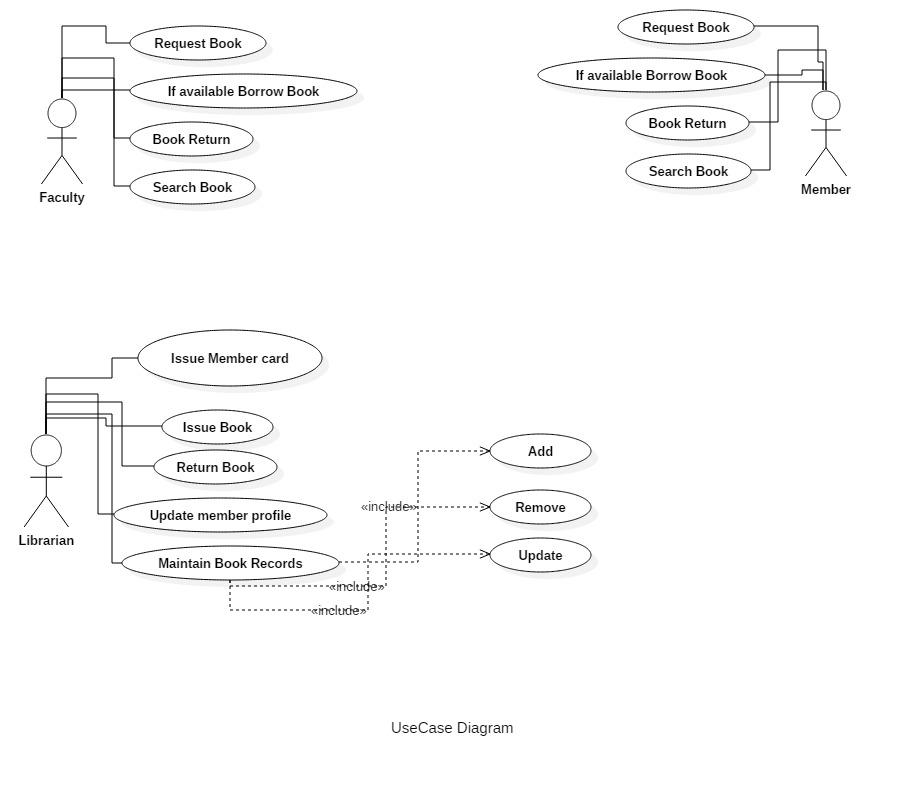 Request Book
If available Borrow Book
Book Return
Search Book
Faculty
Request Book
If available Borrow Book
Book Return
Search Book
Member
Issue Member card
Issue Book
Return Book
Update member profile
Maintain Book Records
Librarian
Add
Remove
Update
«include»
«include»
«include»
UseCase Diagram